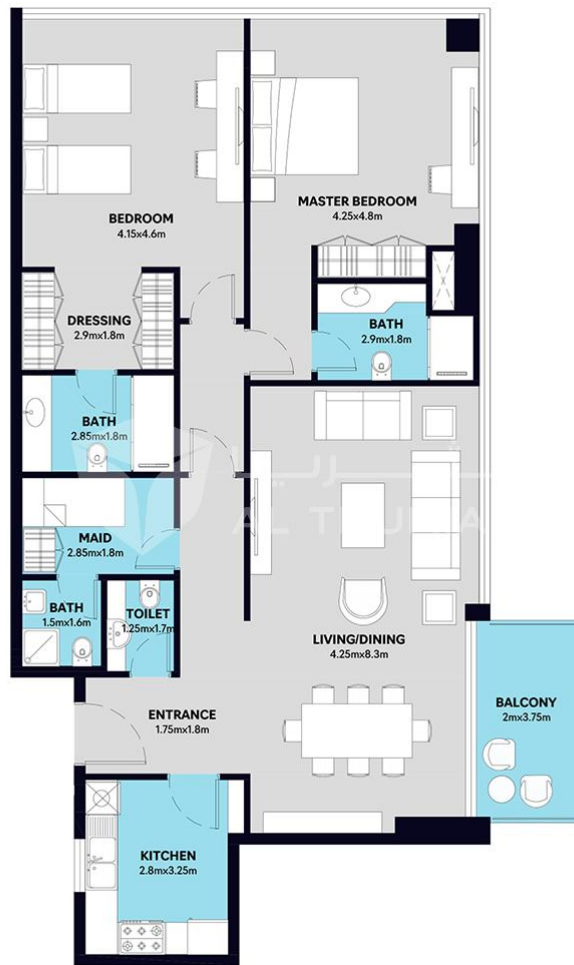 BEDROOM
4.15x4.6m
MASTER BEDROOM
4.25x4.8m
DRESSING
2.9mx1.8m
BATH
2.9mx1.8m
BATH
2.85mx1.8m
MAID
2.85mx1.8m
BATH
1.5mx1.6m
TOILET
1.25mx1.7m
LIVING/DINING
4.25mx8.3m
ENTRANCE
1.75mx1.8m
BALCONY
2mx3.75m
KITCHEN
2.8mx3.25m